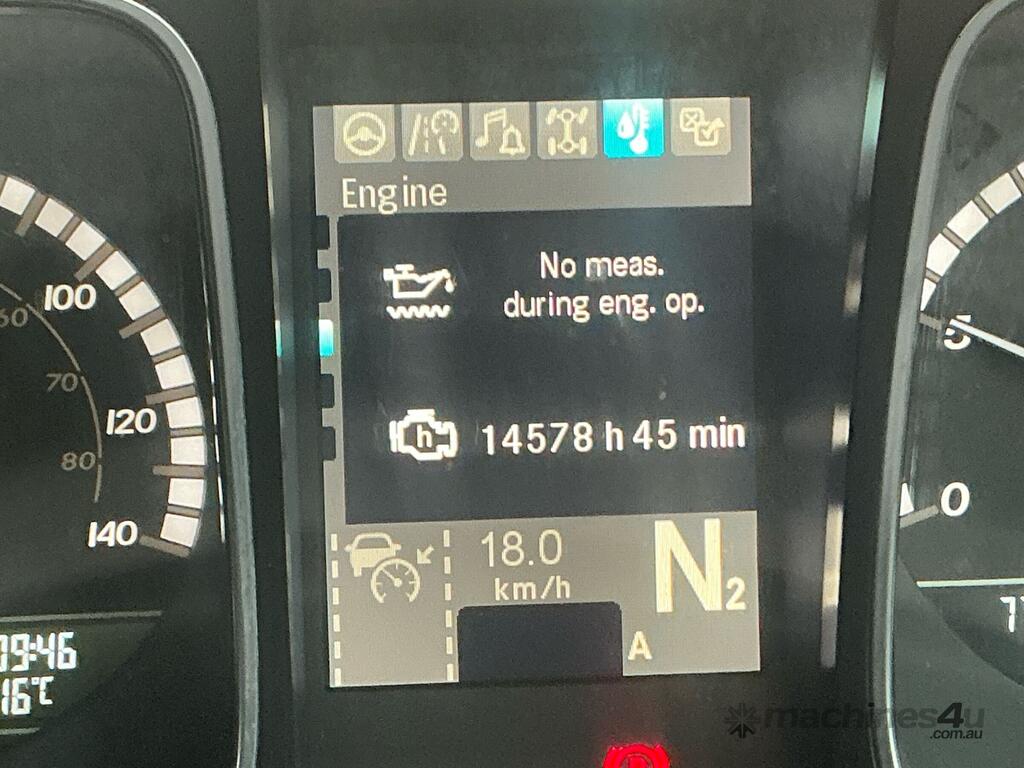 Engine
No meas.
during eng. op.
h
14578 h 45 min
18.0
km/h
N2
A
100
120
140
60
70
80
09:46
16°C
5
0
machines4u
.com.au